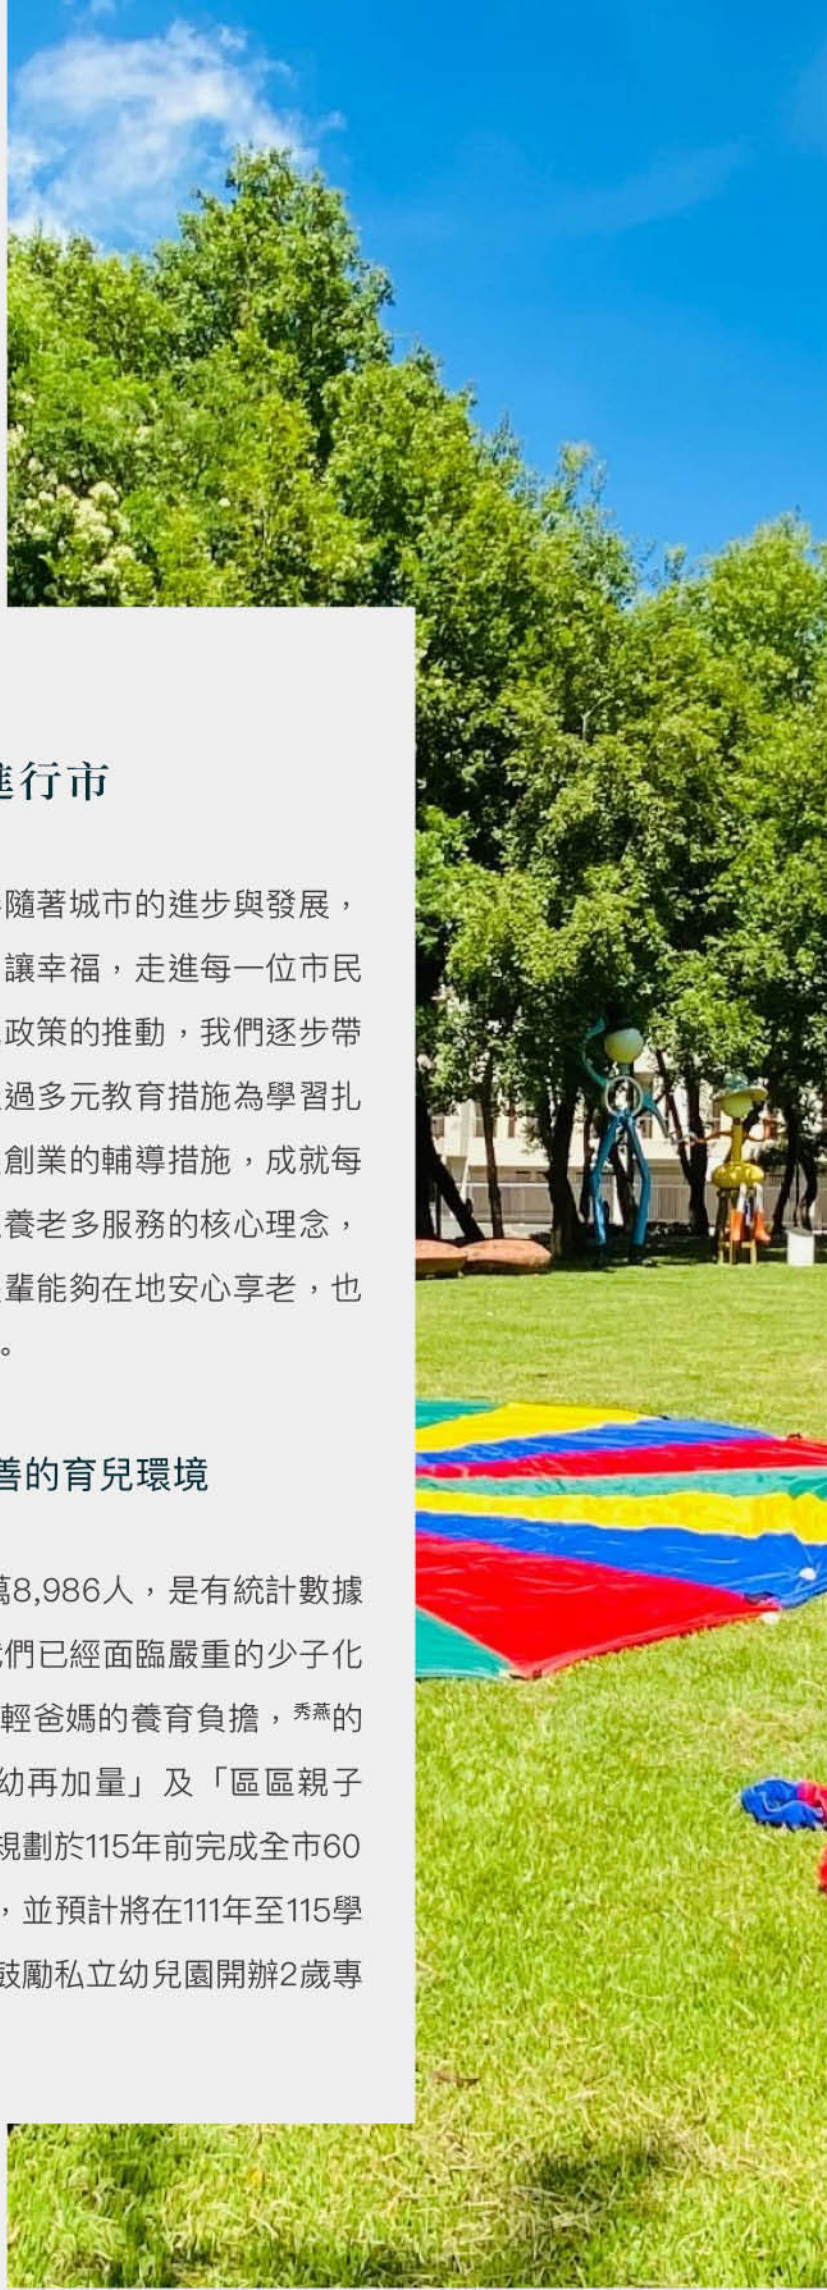 進行市
隨著城市的進步與發展，
讓幸福，走進每一位市民
政策的推動，我們逐步帶
過多元教育措施為學習扎
創業的輔導措施，成就每
養老多服務的核心理念，
輩能夠在地安心享老，也
。
善的育兒環境
萬8,986人，是有統計數據
們已經面臨嚴重的少子化
輕爸媽的養育負擔，秀燕的
幼再加量」及「區區親子
規劃於115年前完成全市60
，並預計將在111年至115學
鼓勵私立幼兒園開辦2歲專